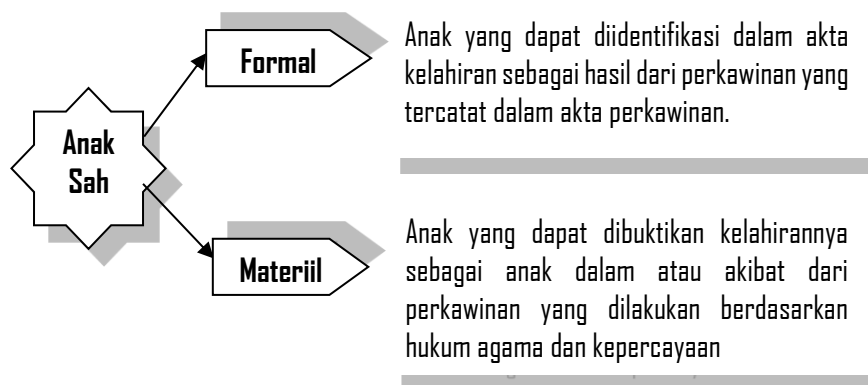 Anak
Sah
Formal
Anak yang dapat diidentifikasi dalam akta
kelahiran sebagai hasil dari perkawinan yang
tercatat dalam akta perkawinan.
Materiil
Anak yang dapat dibuktikan kelahirannya
sebagai anak dalam atau akibat dari
perkawinan yang dilakukan berdasarkan
hukum agama dan kepercayaan